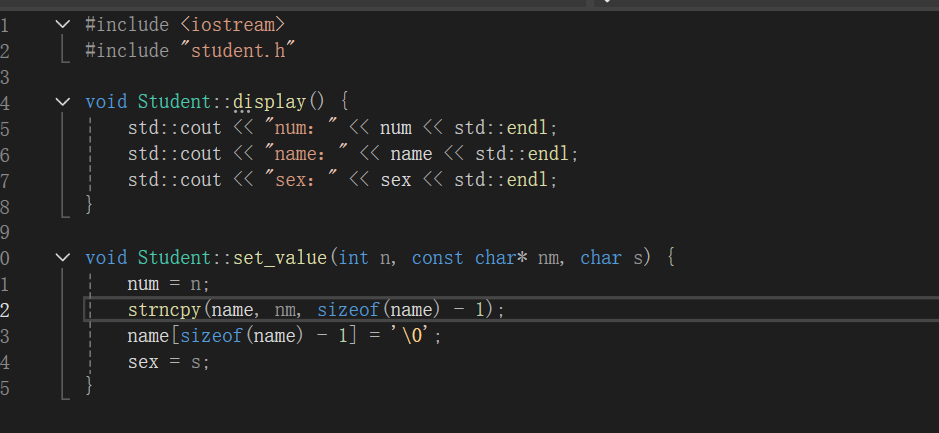 1 #include <iostream>
2 #include "student.h"
3
4 void Student::display() {
5 std::cout << "num：" << num << std::endl;
6 std::cout << "name：" << name << std::endl;
7 std::cout << "sex：" << sex << std::endl;
8 }
9
0 void Student::set_value(int n, const char* nm, char s) {
1 num = n;
2 strncpy(name, nm, sizeof(name) - 1);
3 name[sizeof(name) - 1] = '\0';
4 sex = s;
5 }